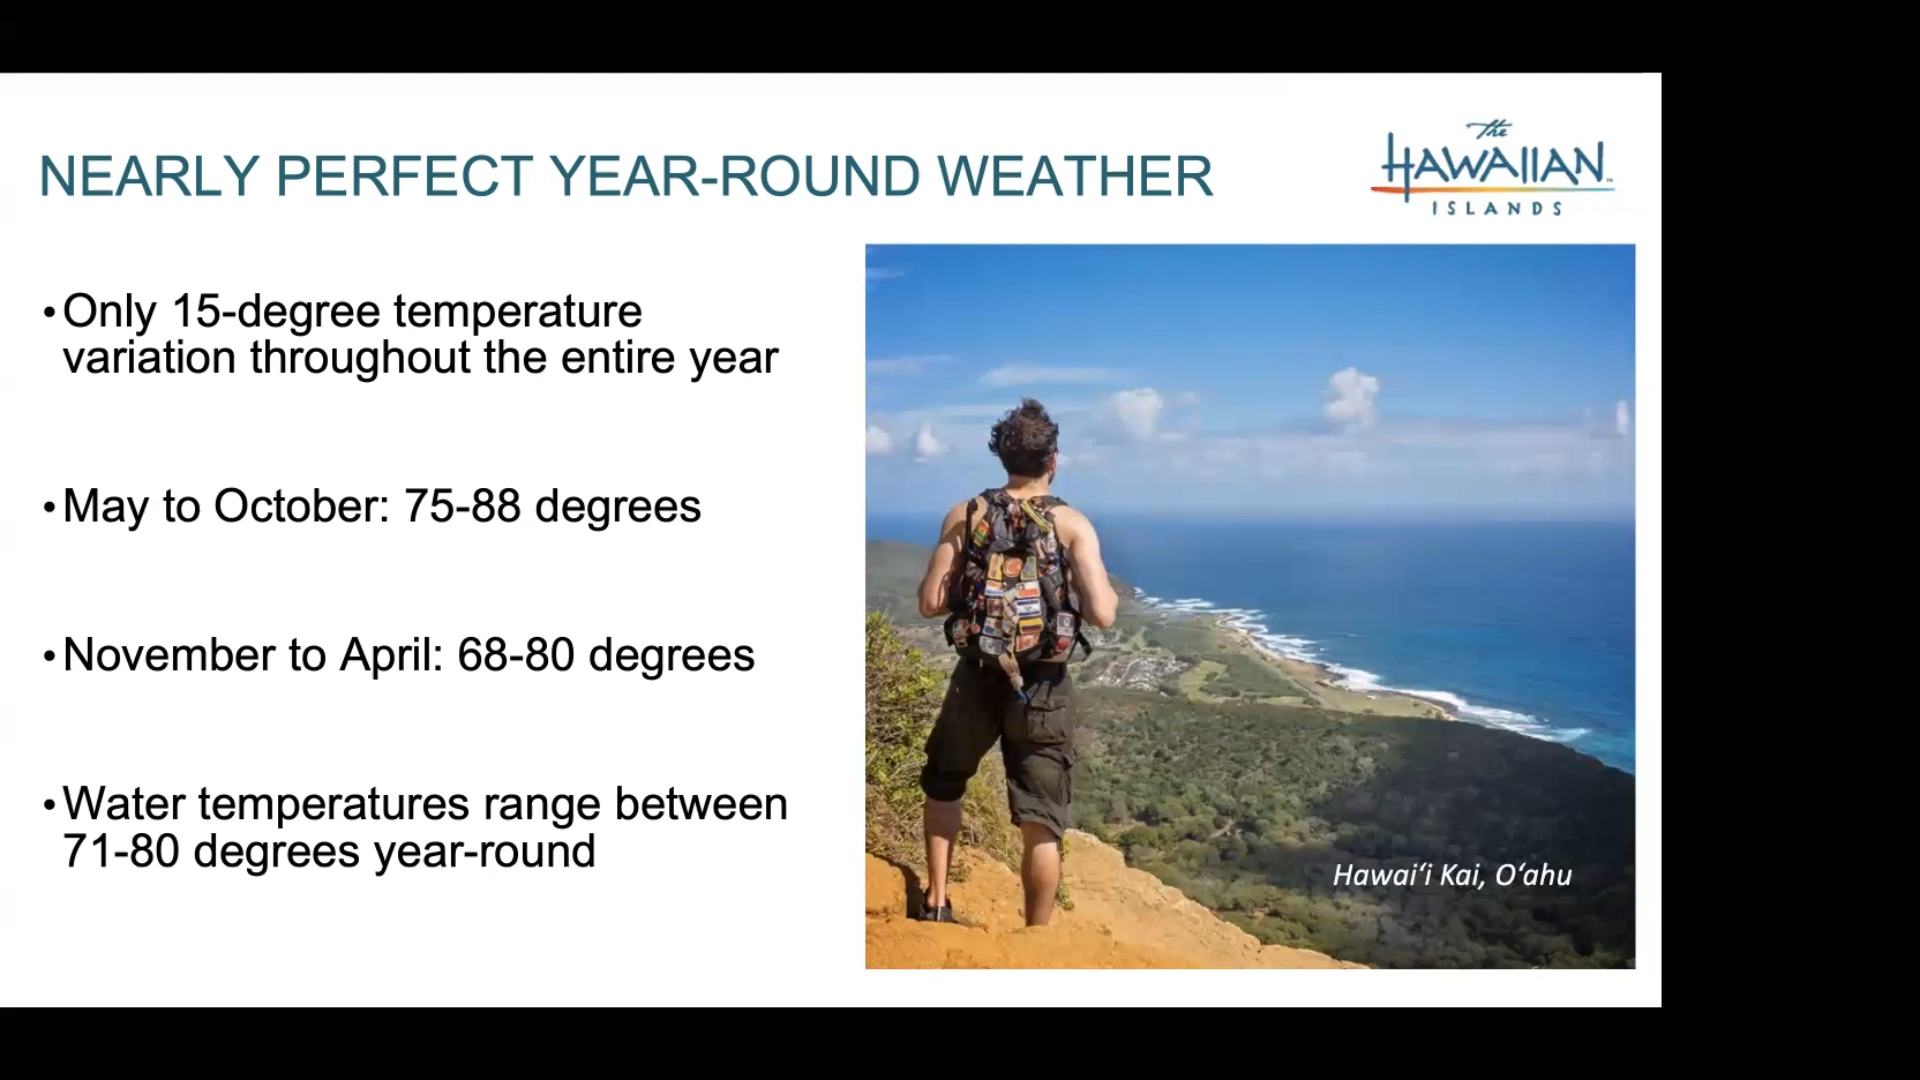 NEARLY PERFECT YEAR-ROUND WEATHER
The
HAWAIIAN
ISLANDS
•Only 15-degree temperature
variation throughout the entire year
•May to October: 75-88 degrees
•November to April: 68-80 degrees
•Water temperatures range between
71-80 degrees year-round
Hawaiʻi Kai, Oʻahu